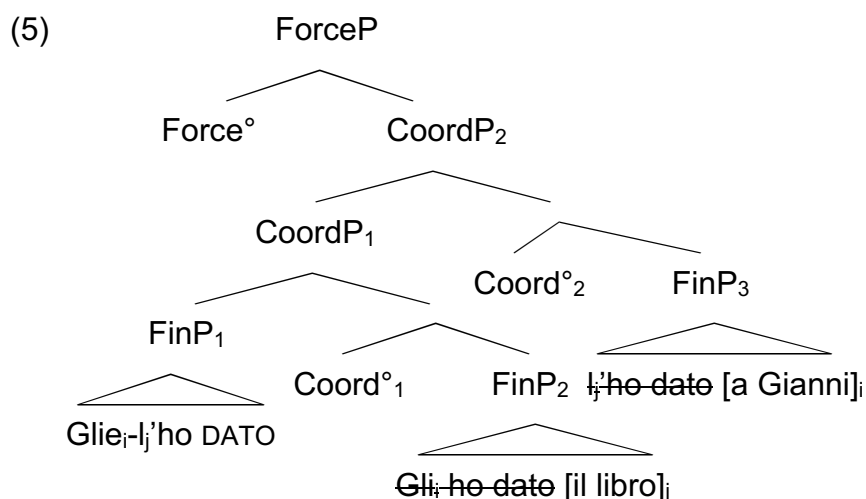 (5) ForceP
Force° CoordP₂
CoordP₁
Coord°₂ FinP₃
FinP₁
Coord°₁ FinP₂ lⱼ'ho dato [a Gianni]ᵢ
Glieᵢ-lⱼ'ho DATO
Gliᵢ ho dato [il libro]ⱼ